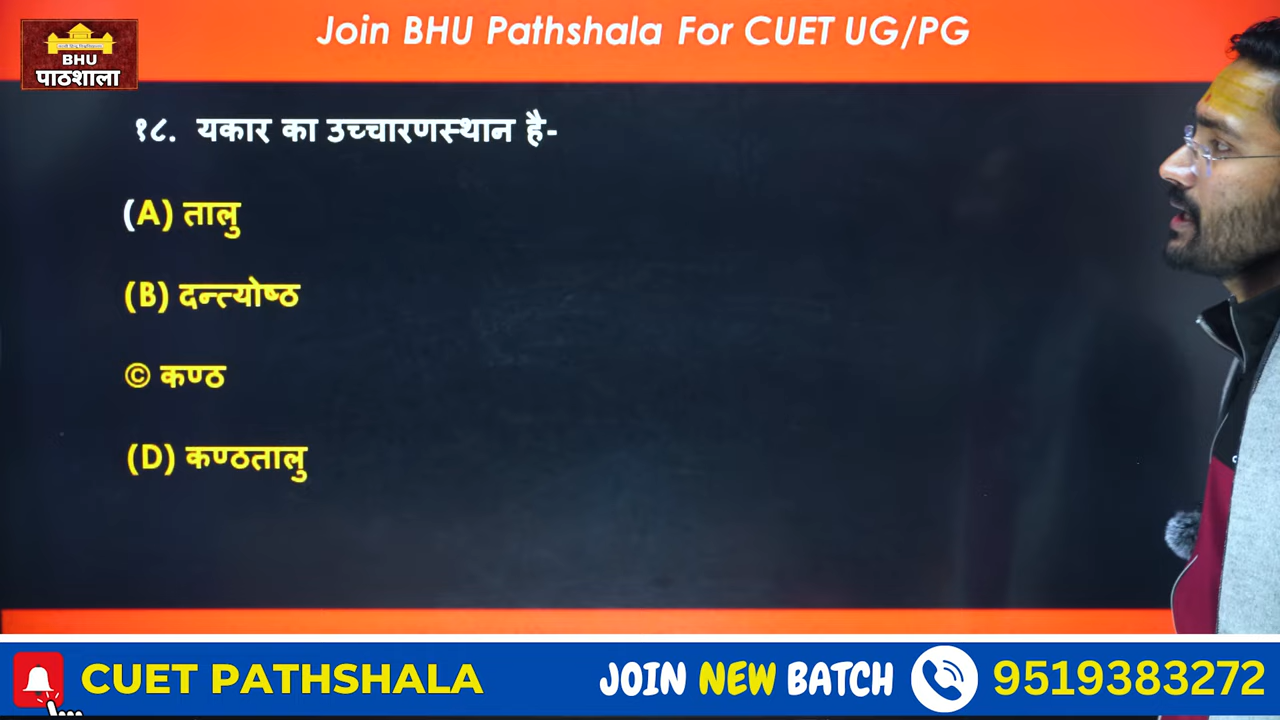 Join BHU Pathshala For CUET UG/PG
BHU
पाठशाला
१८. यकार का उच्चारणस्थान है-
(A) तालु
(B) दन्त्योष्ठ
© कण्ठ
(D) कण्ठतालु
CUET PATHSHALA
JOIN NEW BATCH
9519383272